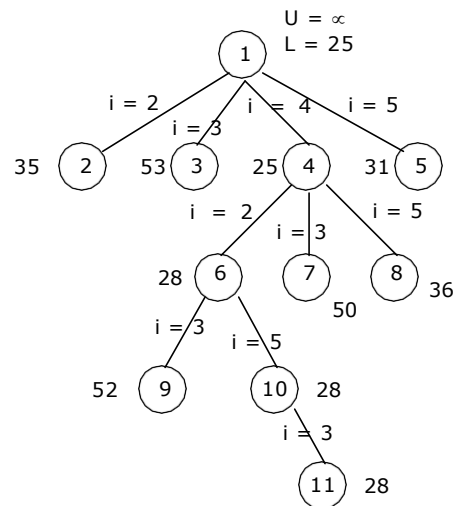 U = ∝
L = 25
1
i = 2
i = 3
i = 4
i = 5
35 2 53 3 25 4 31 5
i = 2
i = 3
i = 5
28 6 7 8 36
50
i = 3
i = 5
52 9 10 28
i = 3
11 28